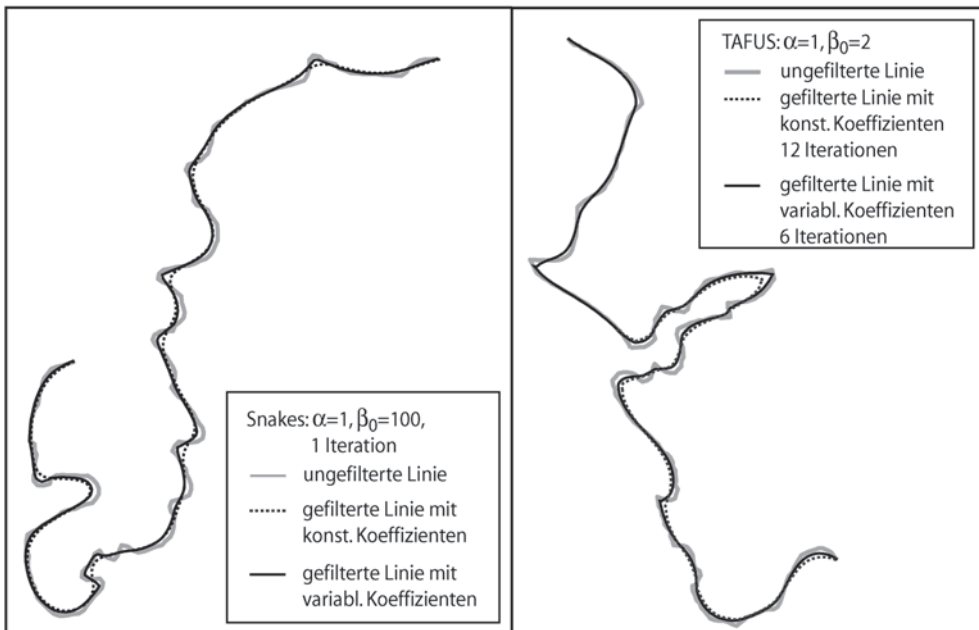 Snakes: α=1, β₀=100,
1 Iteration
ungefilterte Linie
gefilterte Linie mit
konst. Koeffizienten
gefilterte Linie mit
variabl. Koeffizienten
TAFUS: α=1, β₀=2
ungefilterte Linie
gefilterte Linie mit
konst. Koeffizienten
12 Iterationen
gefilterte Linie mit
variabl. Koeffizienten
6 Iterationen